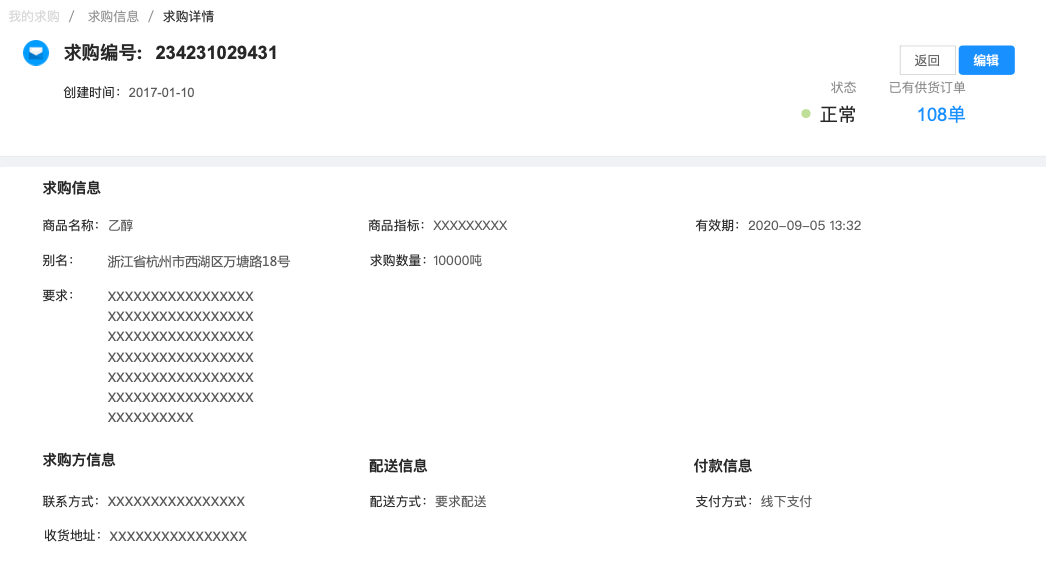 我的求购 / 求购信息 / 求购详情
求购编号: 234231029431
返回 编辑
创建时间: 2017-01-10
状态 已有供货订单
正常 108单
求购信息
商品名称: 乙醇 商品指标: XXXXXXXXX 有效期: 2020-09-05 13:32
别名: 浙江省杭州市西湖区万塘路18号 求购数量: 10000吨
要求: XXXXXXXXXXXXXXXXX
XXXXXXXXXXXXXXXXX
XXXXXXXXXXXXXXXXX
XXXXXXXXXXXXXXXXX
XXXXXXXXXXXXXXXXX
XXXXXXXXXXXXXXXXX
XXXXXXXXXX
求购方信息 配送信息 付款信息
联系方式: XXXXXXXXXXXXXXXX 配送方式: 要求配送 支付方式: 线下支付
收货地址: XXXXXXXXXXXXXXXX